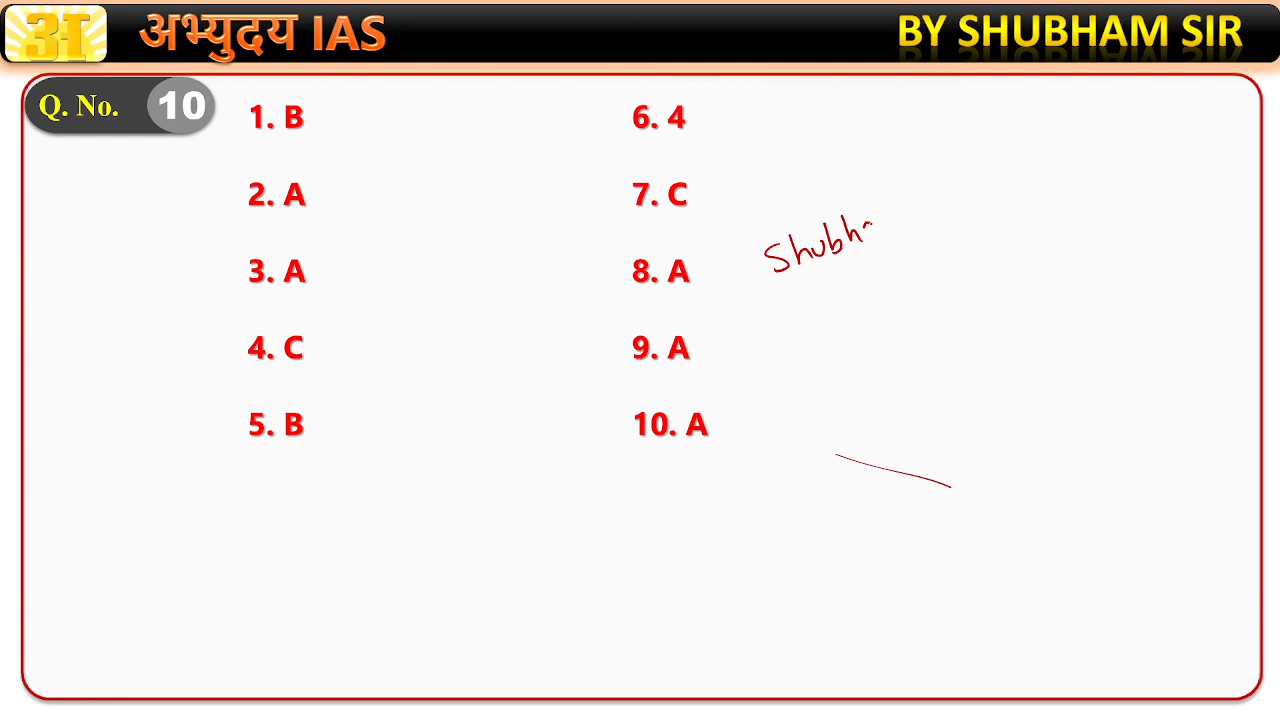 अ
अभ्युदय IAS
BY SHUBHAM SIR
Q. No. 10
1. B
2. A
3. A
4. C
5. B
6. 4
7. C
8. A
9. A
10. A
Shubh